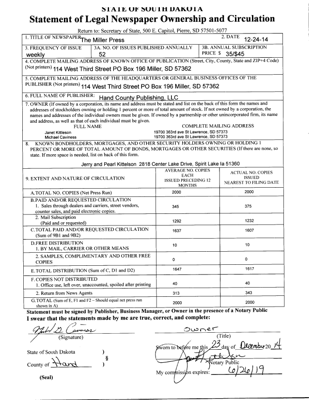 STATE OF SOUTH DAKOTA
Statement of Legal Newspaper Ownership and Circulation
Return to: Secretary of State, 500 E. Capitol, Pierre, SD 57501-5077
1. TITLE OF NEWSPAPER The Miller Press 2. DATE 12-24-14
3. FREQUENCY OF ISSUE weekly 3A. NO. OF ISSUES PUBLISHED ANNUALLY 52 3B. ANNUAL SUBSCRIPTION PRICE $ 35/$45
4. COMPLETE MAILING ADDRESS OF KNOWN OFFICE OF PUBLICATION (Street, City, County, State and ZIP+4 Code)
(Not printers) 114 West Third Street PO Box 196 Miller, SD 57362
5. COMPLETE MAILING ADDRESS OF THE HEADQUARTERS OR GENERAL BUSINESS OFFICES OF THE
PUBLISHER (Not printers) 114 West Third Street PO Box 196 Miller, SD 57362
6. FULL NAME OF PUBLISHER: Hand County Publishing, LLC
7. OWNER (If owned by a corporation, its name and address must be stated and list on the back of this form the names and
addresses of stockholders owning or holding 1 percent or more of total amount of stock. If not owned by a corporation, the
names and addresses of the individual owners must be given. If owned by a partnership or other unincorporated firm, its name
and address, as well as that of each individual must be given.
FULL NAME COMPLETE MAILING ADDRESS
Janet Kittelson 19700 363rd ave St Lawrence, SD 57373
Michael Caviness 19700 363rd ave St Lawrence, SD 57373
8. KNOWN BONDHOLDERS, MORTGAGES, AND OTHER SECURITY HOLDERS OWNING OR HOLDING 1
PERCENT OR MORE OF TOTAL AMOUNT OF BONDS, MORTGAGES OR OTHER SECURITIES (If there are none, so
state. If more space is needed, list on back of this form.
Jerry and Pearl Kittelson 2818 Center Lake Drive, Spirit Lake Ia 51360
9. EXTENT AND NATURE OF CIRCULATION
AVERAGE NO. COPIES EACH ISSUED PRECEDING 12 MONTHS
ACTUAL NO. COPIES ISSUED NEAREST TO FILING DATE
A.TOTAL NO. COPIES (Net Press Run) 2000 2000
B.PAID AND/OR REQUESTED CIRCULATION
1. Sales through dealers and carriers, street vendors,
counter sales, and paid electronic copies. 345 375
2. Mail Subscription
(Paid and or requested) 1292 1232
C.TOTAL PAID AND/OR REQUESTED CIRCULATION
(Sum of 9B1 and 9B2) 1637 1607
D.FREE DISTRIBUTION
1. BY MAIL, CARRIER OR OTHER MEANS 10 10
2. SAMPLES, COMPLIMENTARY AND OTHER FREE
COPIES 0 0
E.TOTAL DISTRIBUTION (Sum of C, D1 and D2) 1647 1617
F.COPIES NOT DISTRIBUTED
1. Office use, left over, unaccounted, spoiled after printing 40 40
2. Return from News Agents 313 343
G.TOTAL (Sum of E, F1 and F2 – Should equal net press run
shown in A) 2000 2000
Statement must be signed by Publisher, Business Manager, or Owner in the presence of a Notary Public
I swear that the statements made by me are true, correct, and complete:
owner
(Signature) (Title)
Sworn to before me this 23 day of December 20 14
State of South Dakota )
§
County of Hand )
Notary Public
(Seal) My commission expires: 6/26/19